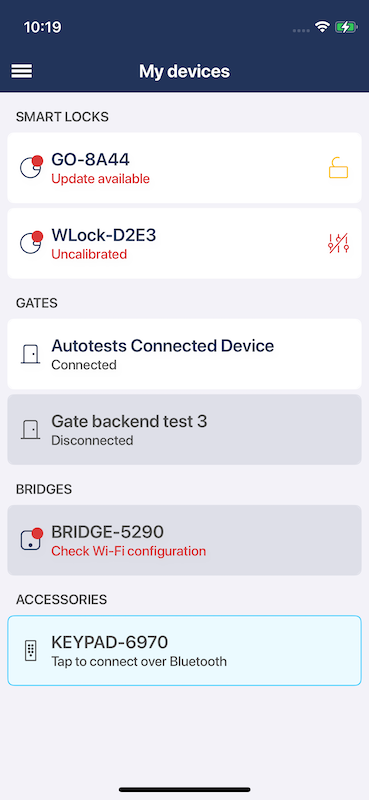 10:19
My devices
SMART LOCKS
GO-8A44
Update available
WLock-D2E3
Uncalibrated
GATES
Autotests Connected Device
Connected
Gate backend test 3
Disconnected
BRIDGES
BRIDGE-5290
Check Wi-Fi configuration
ACCESSORIES
KEYPAD-6970
Tap to connect over Bluetooth